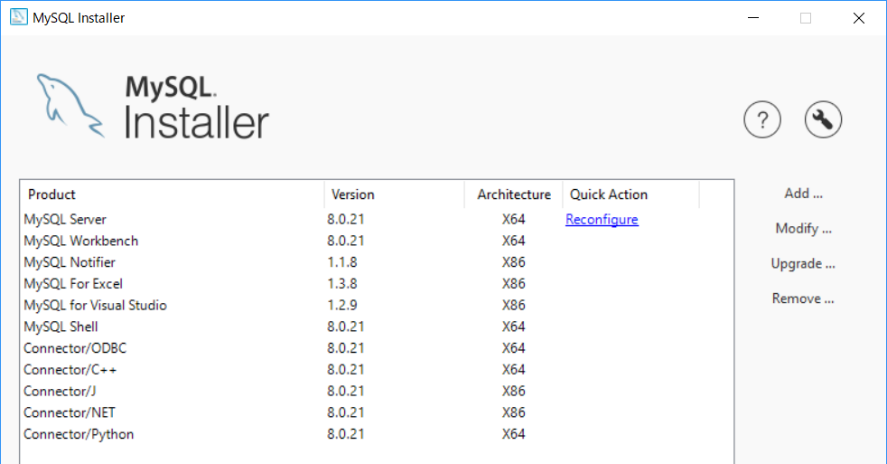 MySQL Installer
MySQL.
Installer
?
Product Version Architecture Quick Action
MySQL Server 8.0.21 X64 Reconfigure
MySQL Workbench 8.0.21 X64
MySQL Notifier 1.1.8 X86
MySQL For Excel 1.3.8 X86
MySQL for Visual Studio 1.2.9 X86
MySQL Shell 8.0.21 X64
Connector/ODBC 8.0.21 X64
Connector/C++ 8.0.21 X64
Connector/J 8.0.21 X86
Connector/NET 8.0.21 X86
Connector/Python 8.0.21 X64
Add ...
Modify ...
Upgrade ...
Remove ...